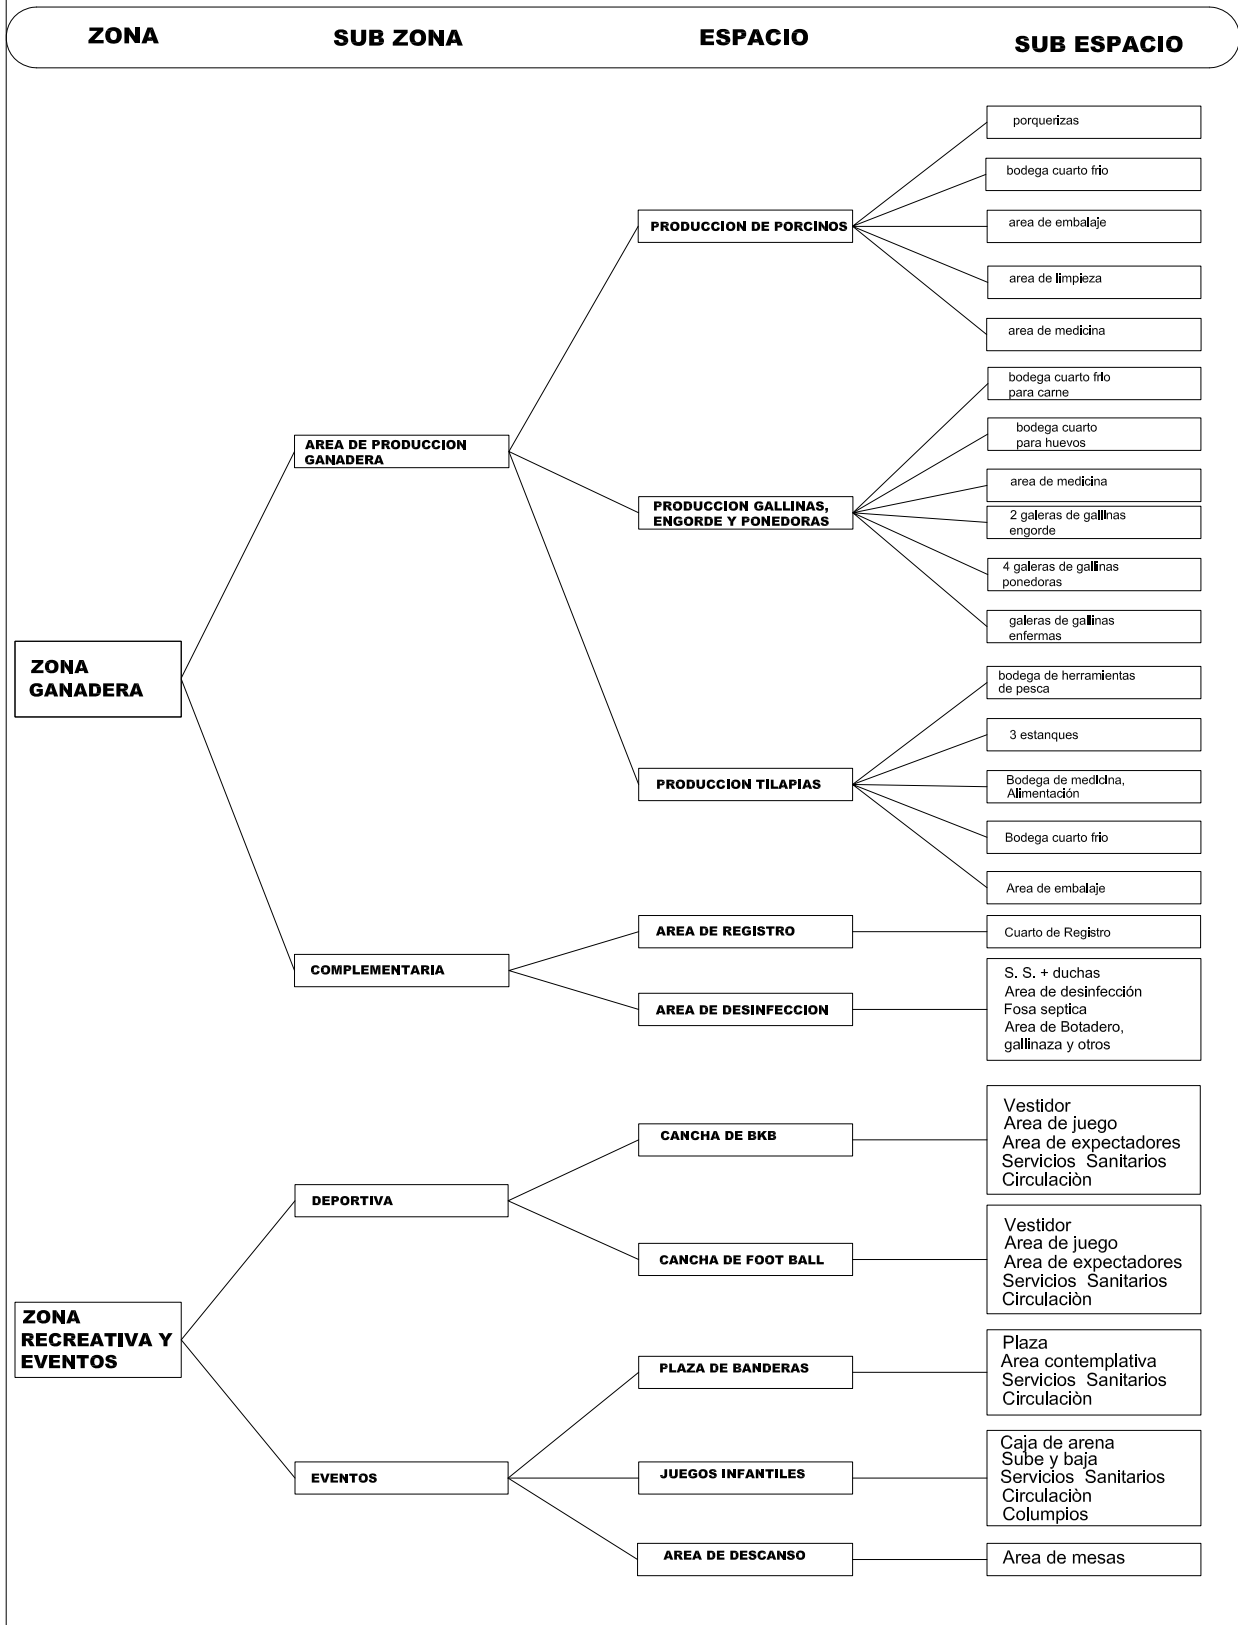 ZONA
SUB ZONA
ESPACIO
SUB ESPACIO
ZONA
GANADERA
AREA DE PRODUCCION
GANADERA
PRODUCCION DE PORCINOS
porquerizas
bodega cuarto frio
area de embalaje
area de limpieza
area de medicina
PRODUCCION GALLINAS,
ENGORDE Y PONEDORAS
bodega cuarto frio
para carne
bodega cuarto
para huevos
area de medicina
2 galeras de gallinas
engorde
4 galeras de gallinas
ponedoras
galeras de gallinas
enfermas
PRODUCCION TILAPIAS
bodega de herramientas
de pesca
3 estanques
Bodega de medicina,
Alimentación
Bodega cuarto frio
Area de embalaje
COMPLEMENTARIA
AREA DE REGISTRO
Cuarto de Registro
AREA DE DESINFECCION
S. S. + duchas
Area de desinfección
Fosa septica
Area de Botadero,
gallinaza y otros
ZONA
RECREATIVA Y
EVENTOS
DEPORTIVA
CANCHA DE BKB
Vestidor
Area de juego
Area de expectadores
Servicios Sanitarios
Circulaciòn
CANCHA DE FOOT BALL
Vestidor
Area de juego
Area de expectadores
Servicios Sanitarios
Circulaciòn
EVENTOS
PLAZA DE BANDERAS
Plaza
Area contemplativa
Servicios Sanitarios
Circulaciòn
JUEGOS INFANTILES
Caja de arena
Sube y baja
Servicios Sanitarios
Circulaciòn
Columpios
AREA DE DESCANSO
Area de mesas